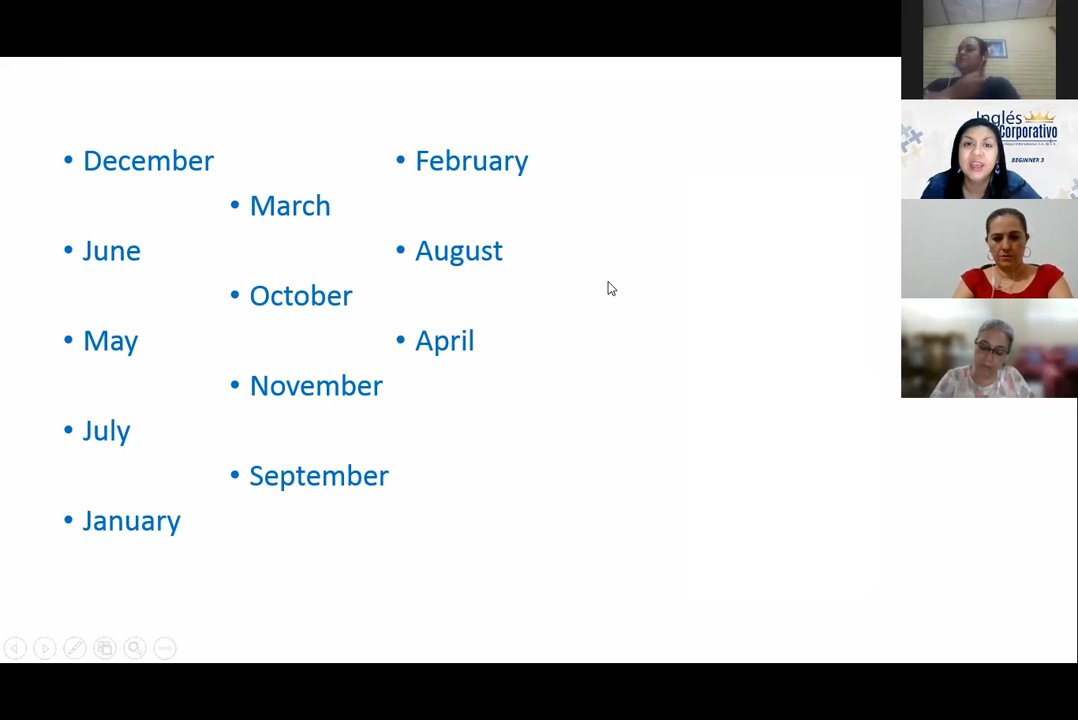 • December
• February
• March
• June
• August
• October
• May
• April
• November
• July
• September
• January
Inglés
Corporativo
BEGINNER 3